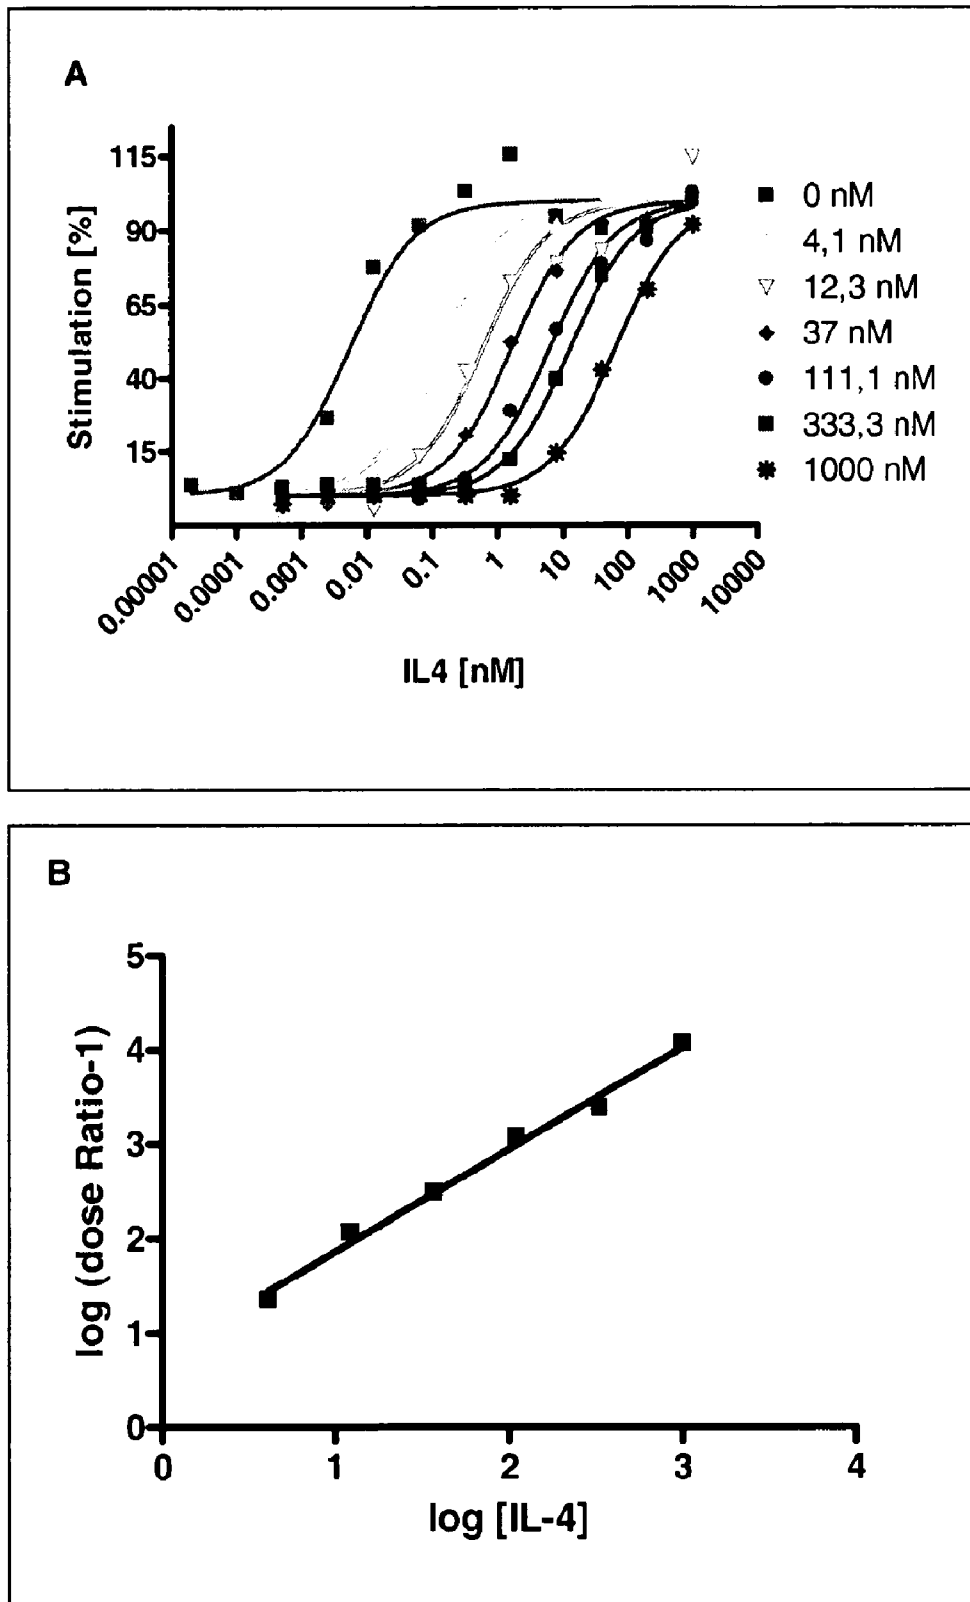 A
Stimulation [%]
115
90
65
40
15
0.00001
0.0001
0.001
0.01
0.1
1
10
100
1000
10000
IL4 [nM]
0 nM
4,1 nM
12,3 nM
37 nM
111,1 nM
333,3 nM
1000 nM
B
log (dose Ratio-1)
5
4
3
2
1
0
0
1
2
3
4
log [IL-4]